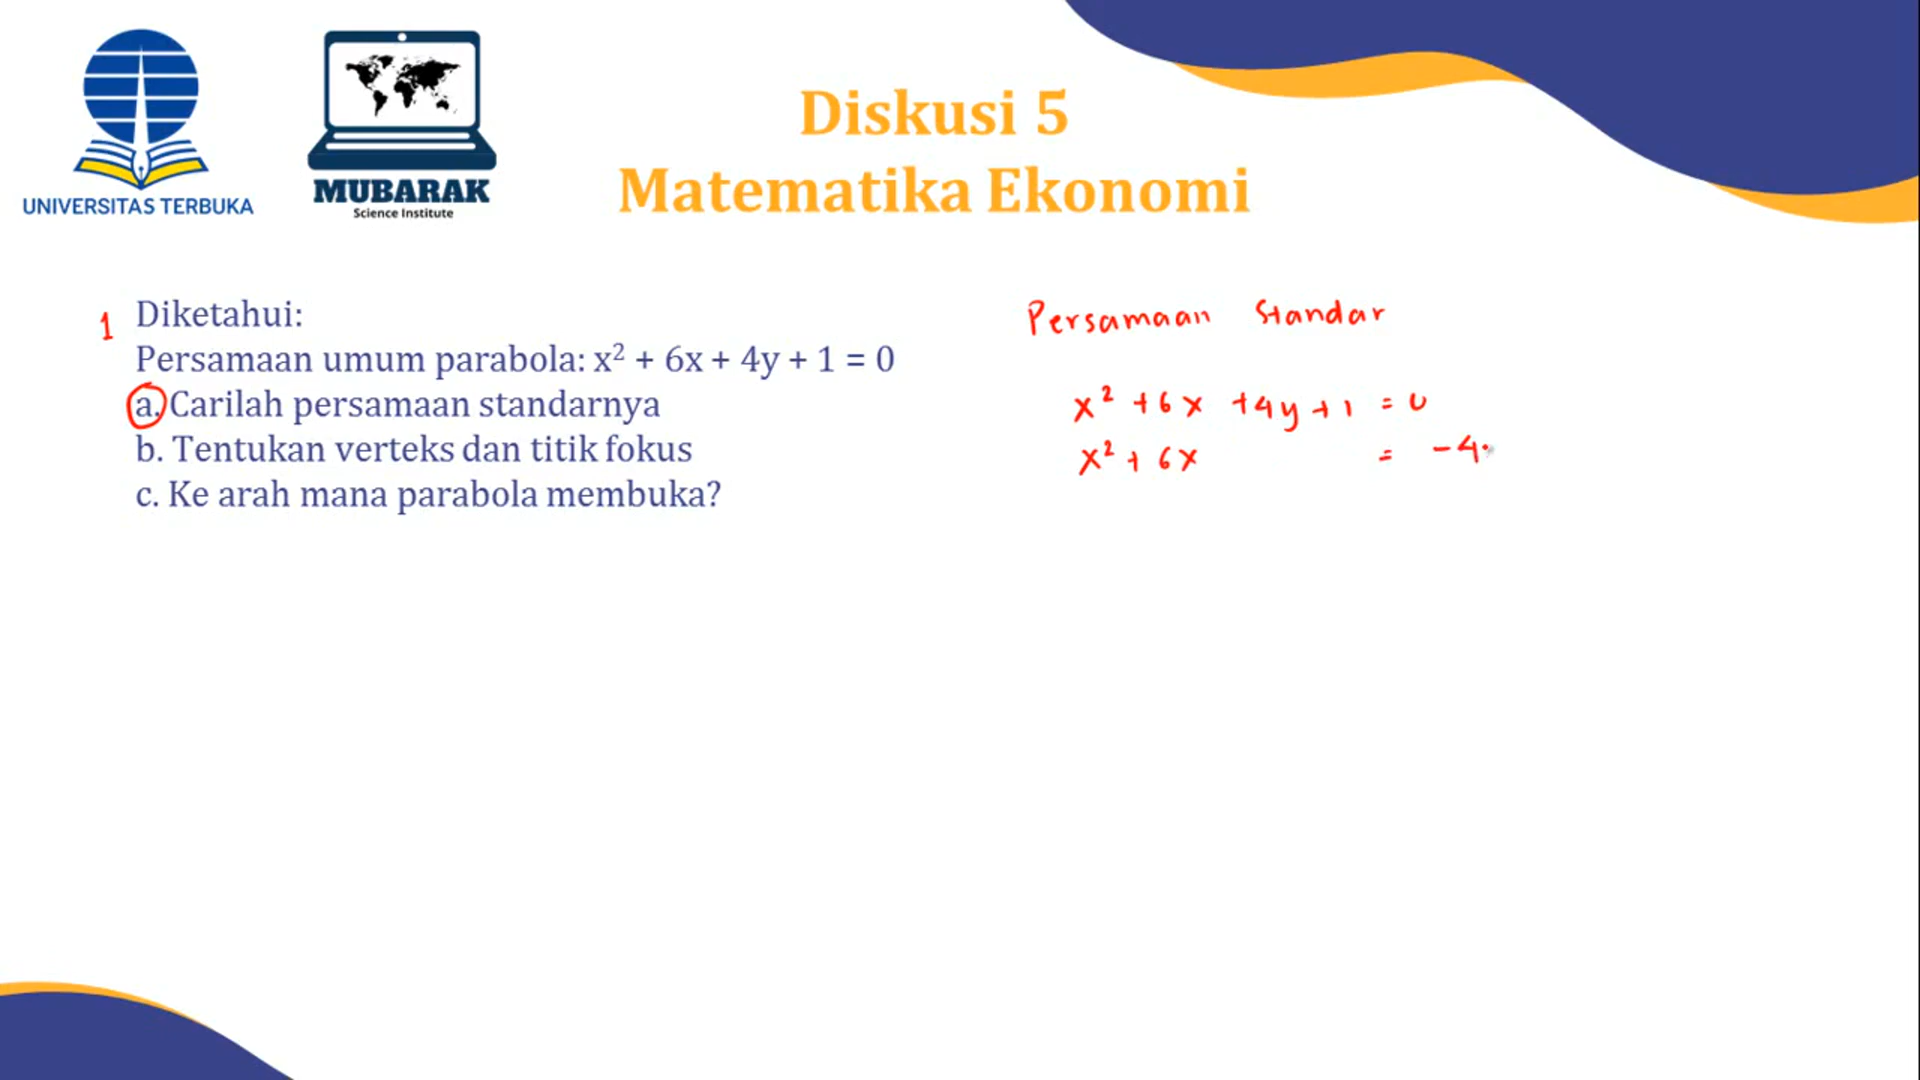 UNIVERSITAS TERBUKA
MUBARAK
Science Institute
Diskusi 5
Matematika Ekonomi
1 Diketahui:
Persamaan umum parabola: x² + 6x + 4y + 1 = 0
a. Carilah persamaan standarnya
b. Tentukan verteks dan titik fokus
c. Ke arah mana parabola membuka?
Persamaan Standar
x² + 6x + 4y + 1 = 0
x² + 6x = -4